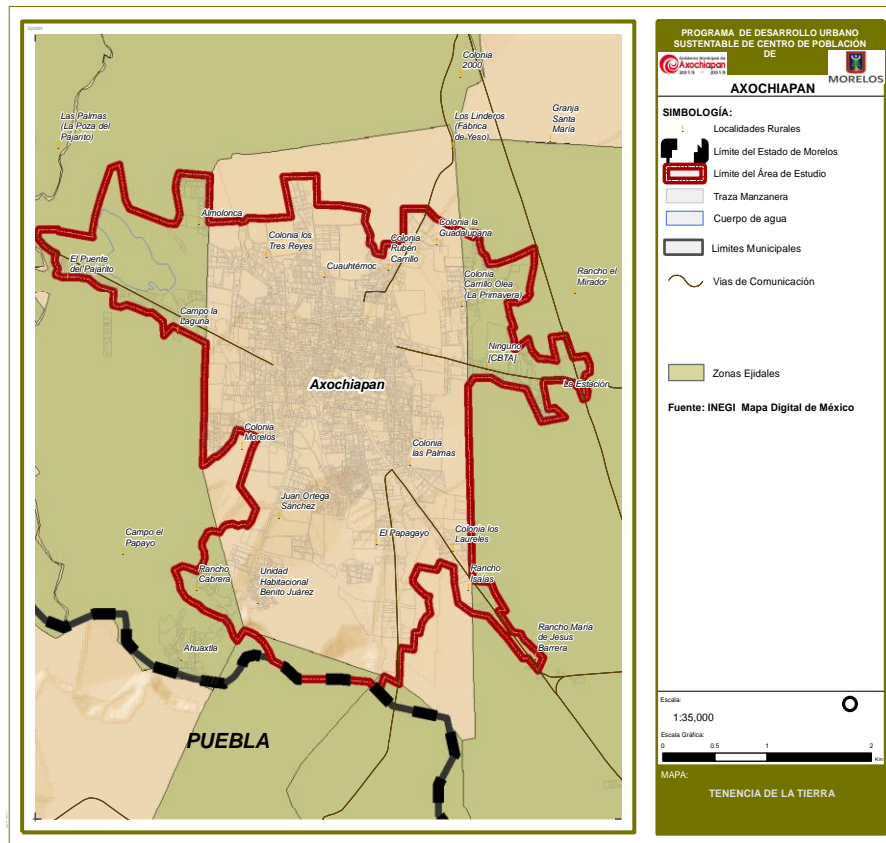 Colonia
2000
Las Palmas
(La Poza del
Pajarito)
Los Linderos
(Fábrica
de Yeso)
Granja
Santa
María
Almolonca
Colonia la
Guadalupana
Colonia los
Tres Reyes
Colonia
Rubén
Carrillo
El Puente
del Pajarito
Cuauhtémoc
Colonia
Carrillo Olea
(La Primavera)
Rancho el
Mirador
Campo la
Laguna
Ninguno
[CBTA]
Axochiapan
La Estación
Colonia
Morelos
Colonia
las Palmas
Juan Ortega
Sánchez
Campo el
Papayo
El Papagayo
Colonia los
Laureles
Rancho
Cabrera
Unidad
Habitacional
Benito Juárez
Rancho
Isaías
Rancho María
de Jesus
Barrera
Ahuaxtla
PUEBLA
PROGRAMA DE DESARROLLO URBANO
SUSTENTABLE DE CENTRO DE POBLACIÓN
DE
Gobierno Municipal de
Axochiapan
2013 - 2015
MORELOS
AXOCHIAPAN
SIMBOLOGÍA:
Localidades Rurales
Límite del Estado de Morelos
Límite del Área de Estudio
Traza Manzanera
Cuerpo de agua
Limites Municipales
Vias de Comunicación
Zonas Ejidales
Fuente: INEGI Mapa Digital de México
Escala:
1:35,000
Escala Gráfica:
0 0.5 1 2
Km
MAPA:
TENENCIA DE LA TIERRA